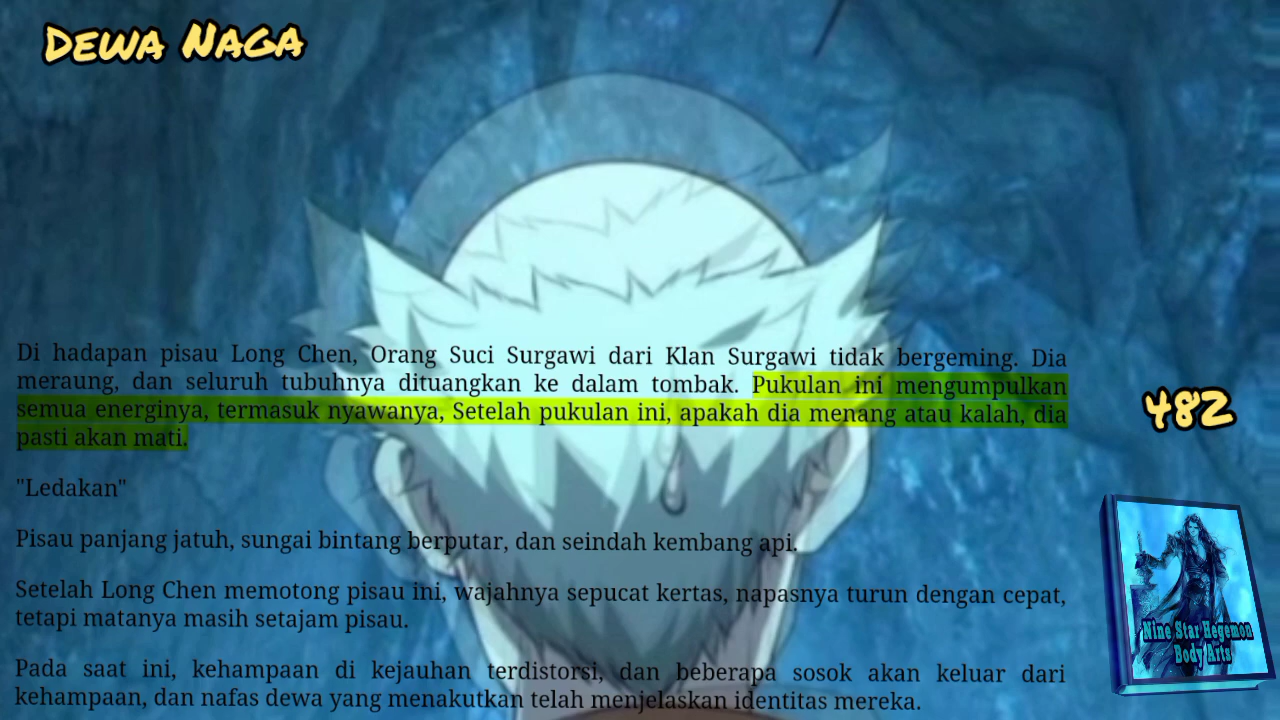 Dewa Naga
Di hadapan pisau Long Chen, Orang Suci Surgawi dari Klan Surgawi tidak bergeming. Dia
meraung, dan seluruh tubuhnya dituangkan ke dalam tombak. Pukulan ini mengumpulkan
semua energinya, termasuk nyawanya, Setelah pukulan ini, apakah dia menang atau kalah, dia
pasti akan mati.
482
"Ledakan"
Pisau panjang jatuh, sungai bintang berputar, dan seindah kembang api.
Setelah Long Chen memotong pisau ini, wajahnya sepucat kertas, napasnya turun dengan cepat,
tetapi matanya masih setajam pisau.
Nine Star Hegemon
Body Arts
Pada saat ini, kehampaan di kejauhan terdistorsi, dan beberapa sosok akan keluar dari
kehampaan, dan nafas dewa yang menakutkan telah menjelaskan identitas mereka.